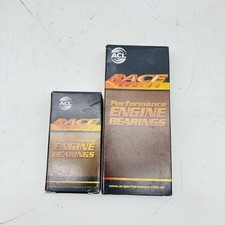 ACL
RACE
Performance
ENGINE
BEARINGS
www.aclperformance.com.au
ACL
RACE
ENGINE
BEARINGS